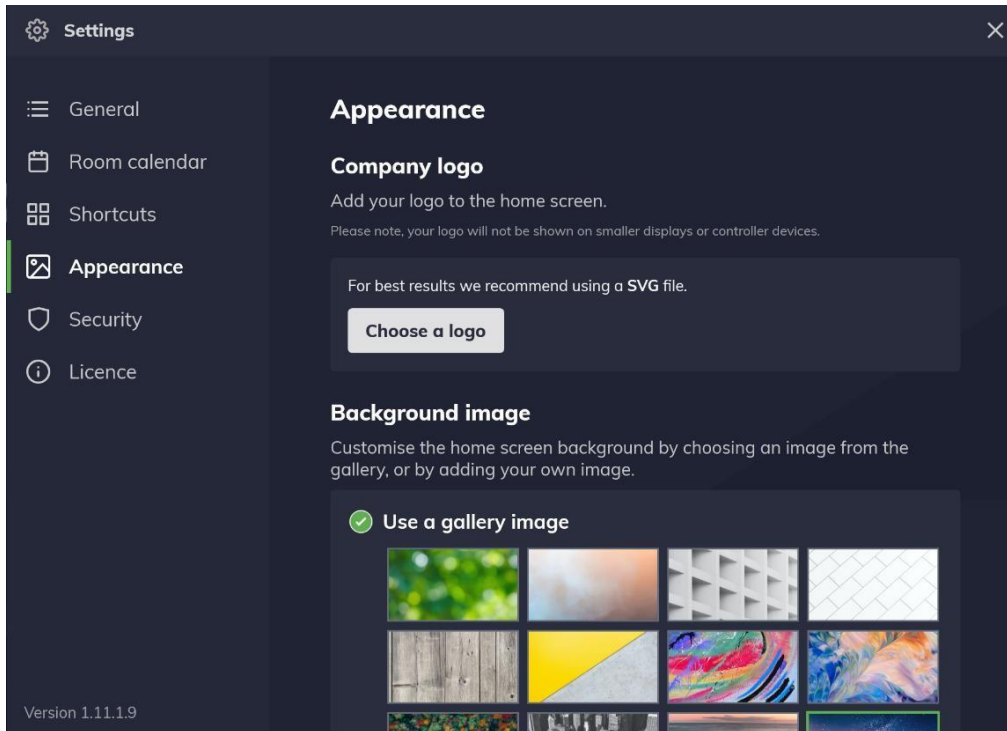 Settings
General
Room calendar
Shortcuts
Appearance
Security
Licence
Version 1.11.1.9
Appearance
Company logo
Add your logo to the home screen.
Please note, your logo will not be shown on smaller displays or controller devices.
For best results we recommend using a SVG file.
Choose a logo
Background image
Customise the home screen background by choosing an image from the
gallery, or by adding your own image.
Use a gallery image